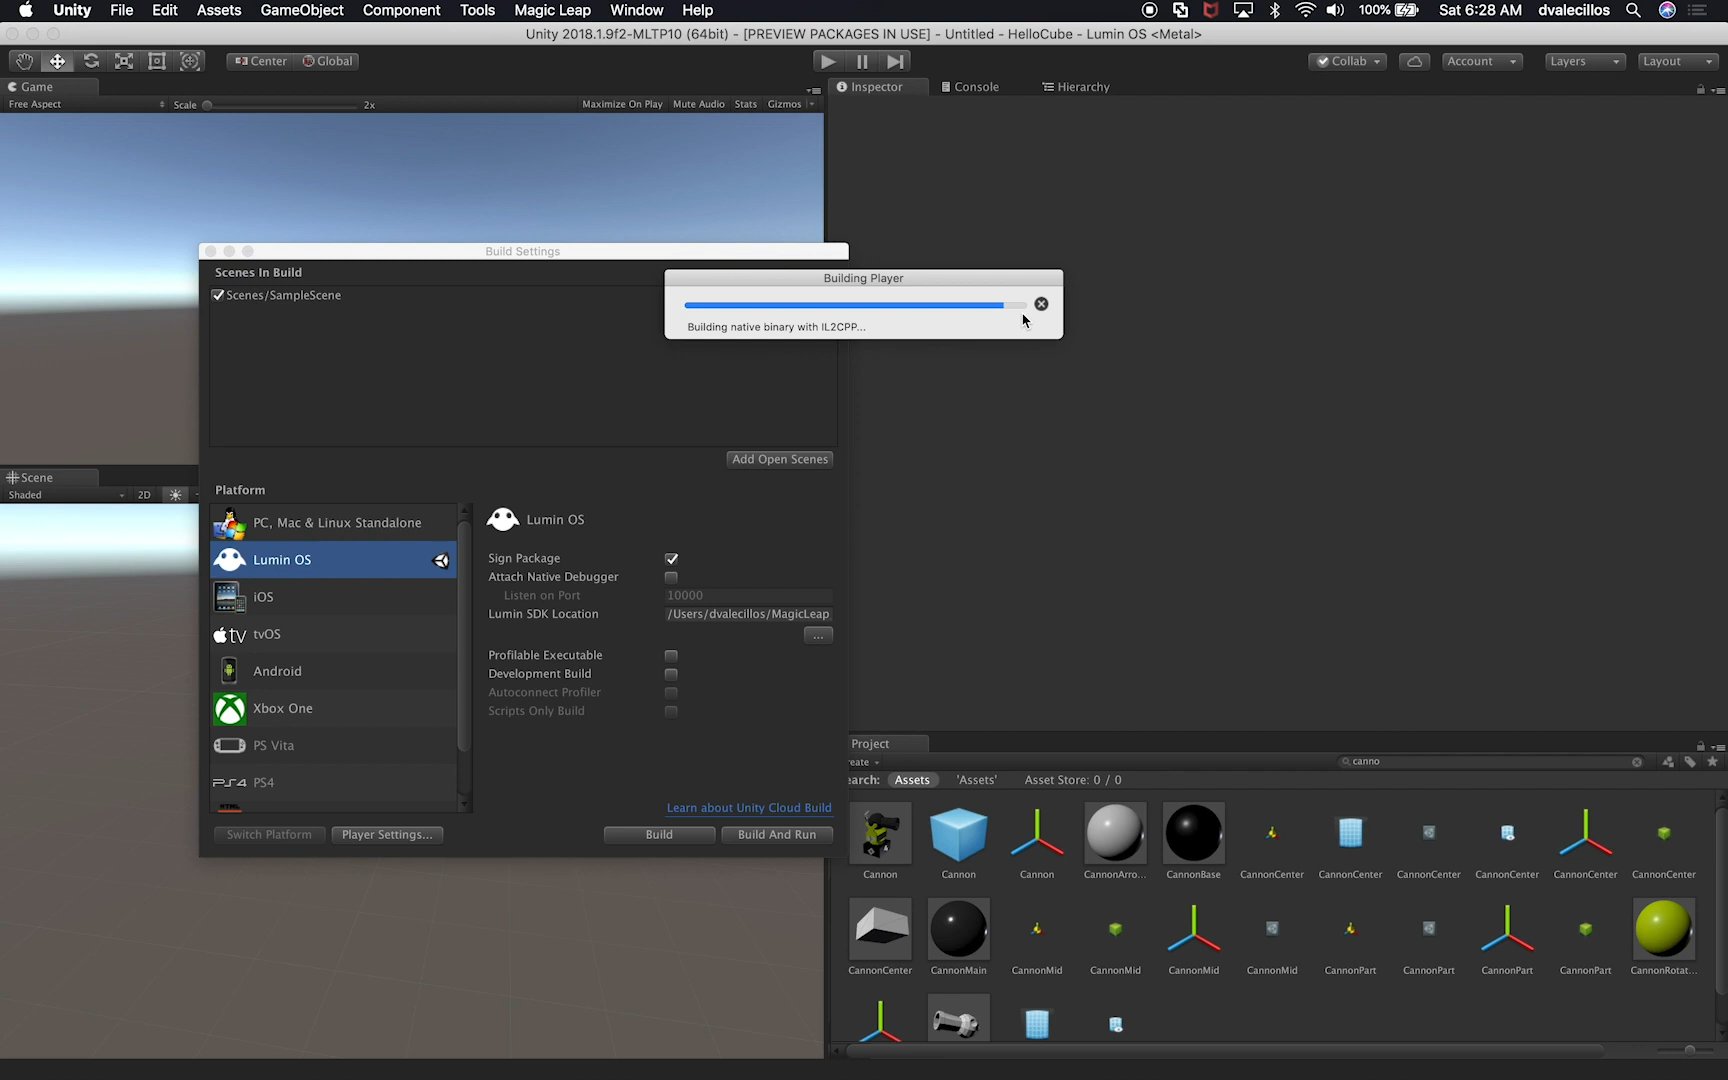 Unity File Edit Assets GameObject Component Tools Magic Leap Window Help 100% Sat 6:28 AM dvalecillos
Unity 2018.1.9f2-MLTP10 (64bit) - [PREVIEW PACKAGES IN USE] - Untitled - HelloCube - Lumin OS <Metal>
Center Global Collab Account Layers Layout
Game Inspector Console Hierarchy
Free Aspect Scale 2x Maximize On Play Mute Audio Stats Gizmos
Build Settings
Scenes In Build
Scenes/SampleScene
Building Player
Building native binary with IL2CPP...
Add Open Scenes
Scene
Shaded 2D
Platform
PC, Mac & Linux Standalone
Lumin OS
iOS
tv tvOS
Android
Xbox One
PS Vita
PS4 PS4
Lumin OS
Sign Package
Attach Native Debugger
Listen on Port 10000
Lumin SDK Location /Users/dvalecillos/MagicLeap
...
Profilable Executable
Development Build
Autoconnect Profiler
Scripts Only Build
Learn about Unity Cloud Build
Switch Platform Player Settings... Build Build And Run
Project
reate canno
earch: Assets 'Assets' Asset Store: 0 / 0
Cannon Cannon Cannon CannonArro... CannonBase CannonCenter CannonCenter CannonCenter CannonCenter CannonCenter CannonCenter
CannonCenter CannonMain CannonMid CannonMid CannonMid CannonMid CannonPart CannonPart CannonPart CannonPart CannonRotat...